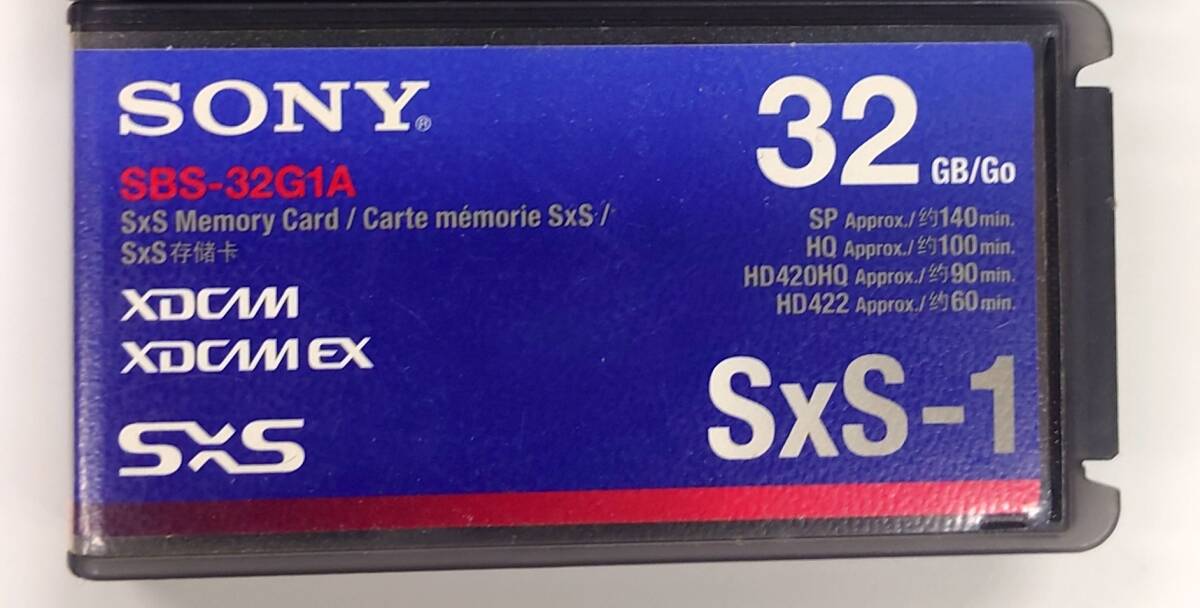 SONY®
SBS-32G1A
SxS Memory Card / Carte mémorie SxS /
SxS存储卡
XDCAM
XDCAM EX
SxS
32 GB/Go
SP Approx./约140min.
HQ Approx./约100min.
HD420HQ Approx./约90min.
HD422 Approx./约60min.
SxS-1